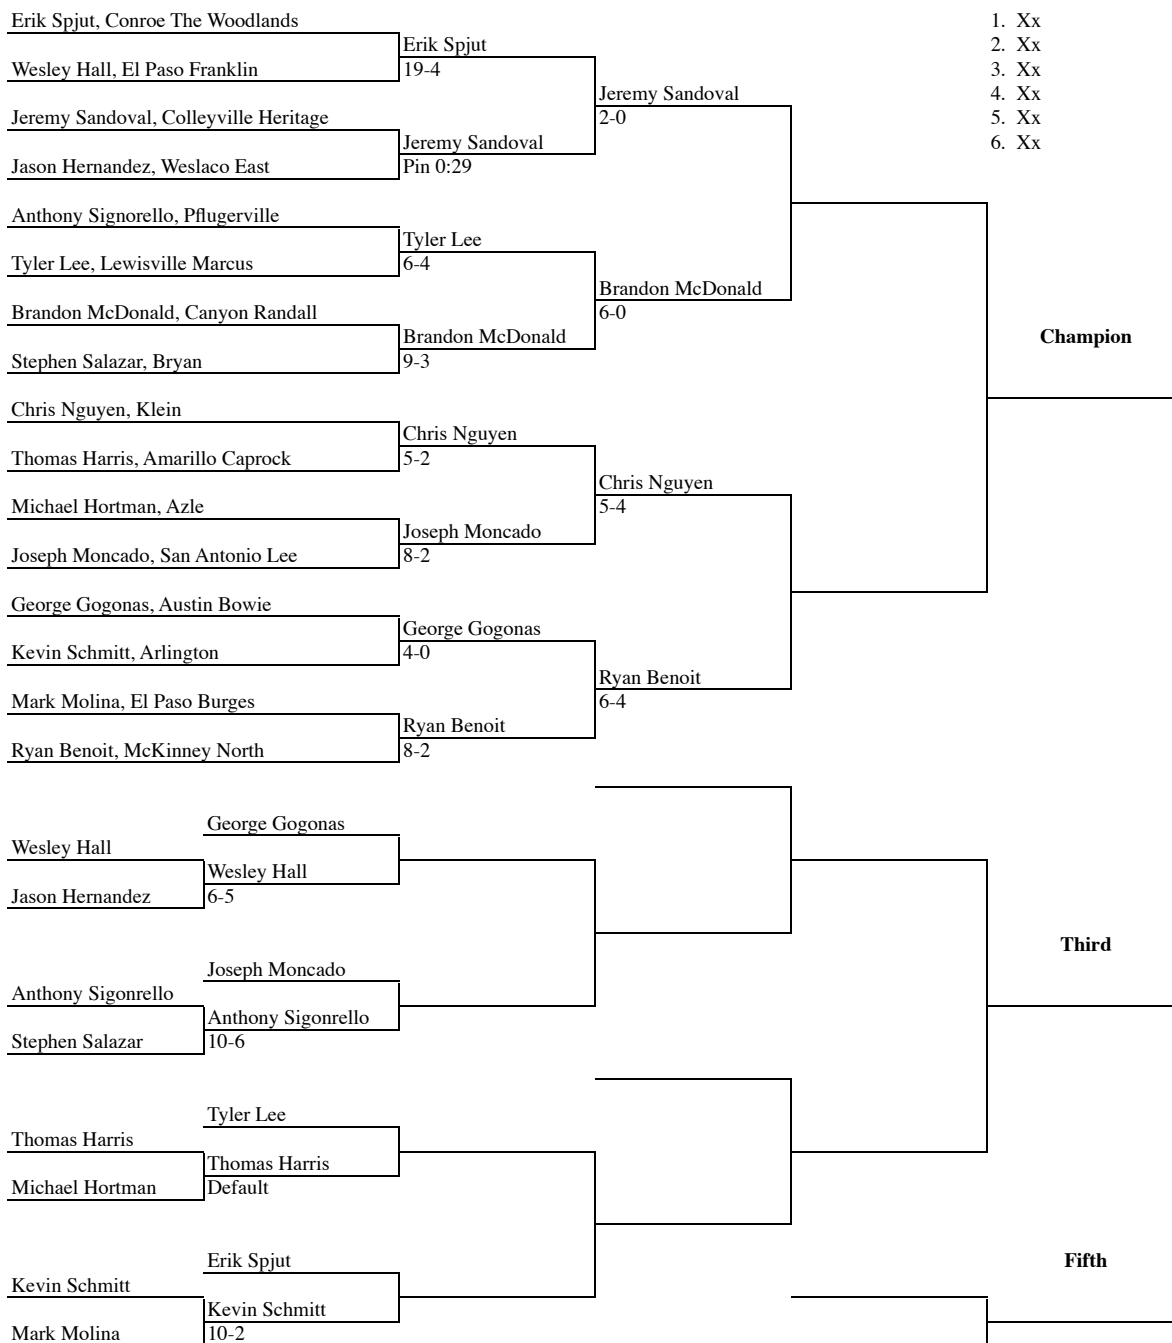 Erik Spjut, Conroe The Woodlands
Erik Spjut
Wesley Hall, El Paso Franklin
19-4
Jeremy Sandoval
2-0
Jeremy Sandoval, Colleyville Heritage
Jeremy Sandoval
Jason Hernandez, Weslaco East
Pin 0:29
Anthony Signorello, Pflugerville
Tyler Lee
Tyler Lee, Lewisville Marcus
6-4
Brandon McDonald
6-0
Brandon McDonald, Canyon Randall
Brandon McDonald
Stephen Salazar, Bryan
9-3
Chris Nguyen, Klein
Chris Nguyen
Thomas Harris, Amarillo Caprock
5-2
Chris Nguyen
5-4
Michael Hortman, Azle
Joseph Moncado
Joseph Moncado, San Antonio Lee
8-2
George Gogonas, Austin Bowie
George Gogonas
Kevin Schmitt, Arlington
4-0
Ryan Benoit
6-4
Mark Molina, El Paso Burges
Ryan Benoit
Ryan Benoit, McKinney North
8-2
1. Xx
2. Xx
3. Xx
4. Xx
5. Xx
6. Xx
Champion
George Gogonas
Wesley Hall
Wesley Hall
Jason Hernandez
6-5
Joseph Moncado
Anthony Sigonrello
Anthony Sigonrello
Stephen Salazar
10-6
Third
Tyler Lee
Thomas Harris
Thomas Harris
Michael Hortman
Default
Erik Spjut
Kevin Schmitt
Kevin Schmitt
Mark Molina
10-2
Fifth